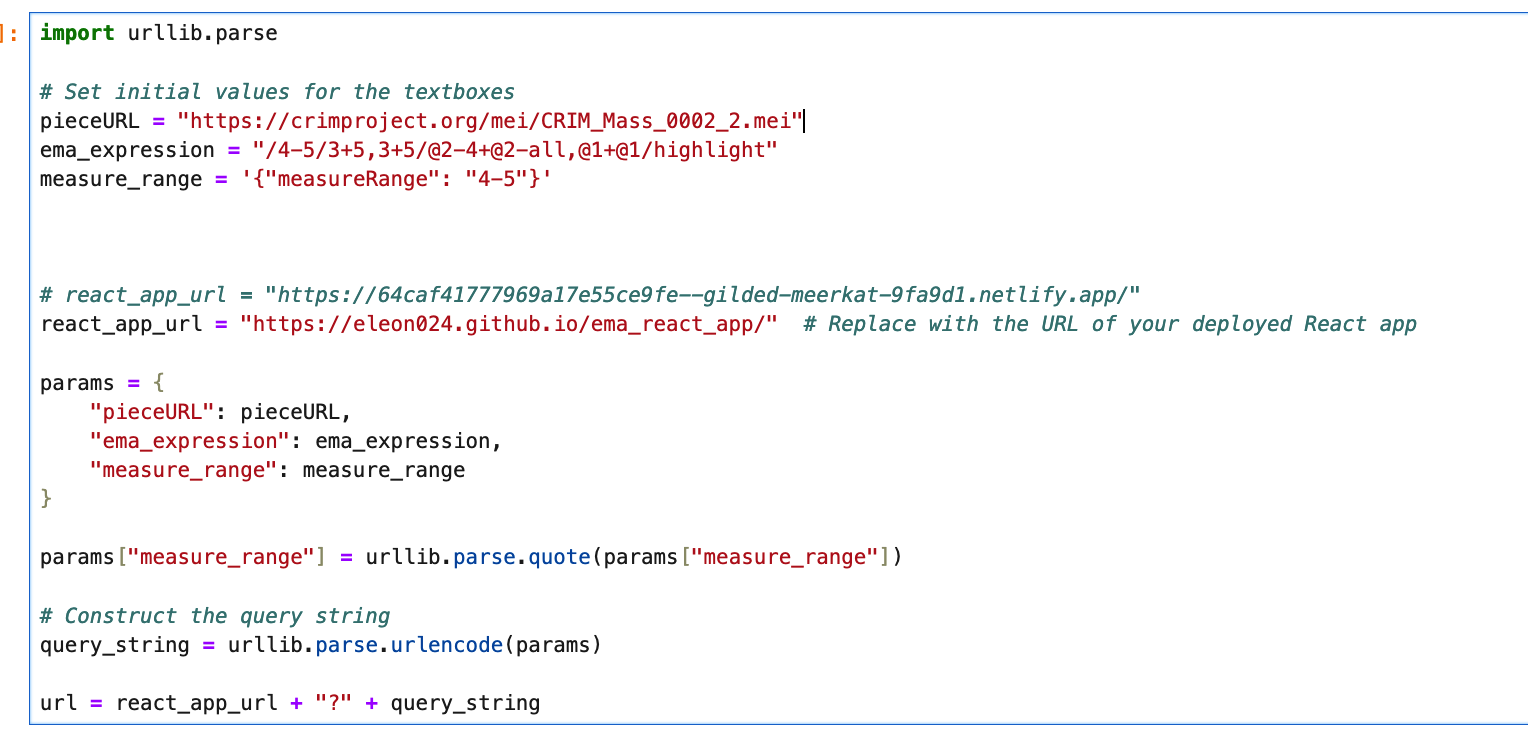 ]:
import urllib.parse
# Set initial values for the textboxes
pieceURL = "https://crimproject.org/mei/CRIM_Mass_0002_2.mei"
ema_expression = "/4-5/3+5,3+5/@2-4+@2-all,@1+@1/highlight"
measure_range = '{"measureRange": "4-5"}'
# react_app_url = "https://64caf41777969a17e55ce9fe--gilded-meerkat-9fa9d1.netlify.app/"
react_app_url = "https://eleon024.github.io/ema_react_app/"  # Replace with the URL of your deployed React app
params = {
    "pieceURL": pieceURL,
    "ema_expression": ema_expression,
    "measure_range": measure_range
}
params["measure_range"] = urllib.parse.quote(params["measure_range"])
# Construct the query string
query_string = urllib.parse.urlencode(params)
url = react_app_url + "?" + query_string